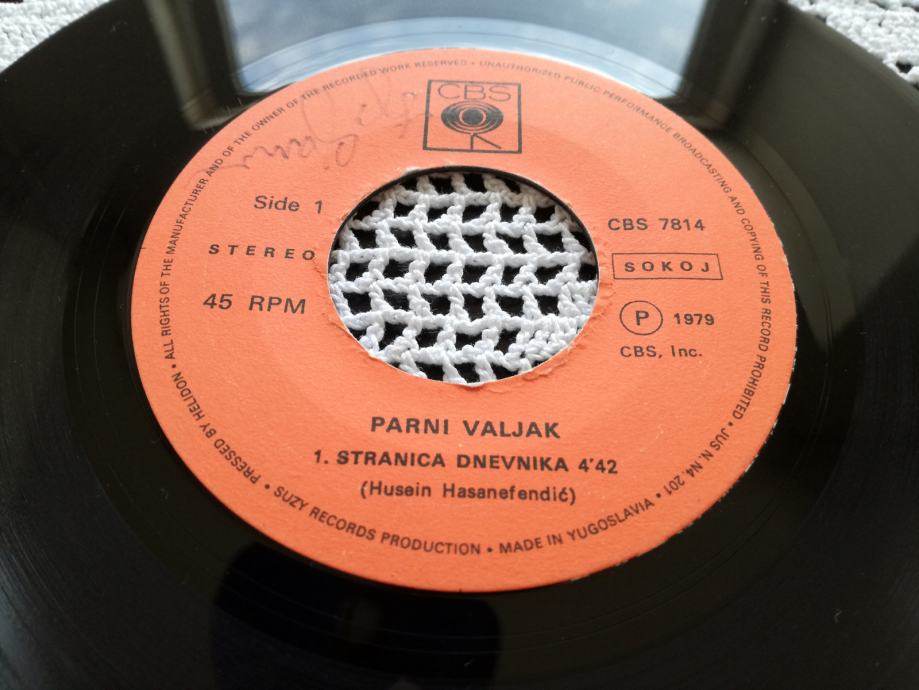 ALL RIGHTS OF THE MANUFACTURER AND OF THE OWNER OF THE RECORDED WORK RESERVED • UNAUTHORIZED PUBLIC PERFORMANCE BROADCASTING AND COPYING OF THIS RECORD PROHIBITED • JUS N. N4. 201
CBS
Side 1
STEREO
45 RPM
CBS 7814
SOKOJ
P 1979
CBS, Inc.
PARNI VALJAK
1. STRANICA DNEVNIKA 4'42
(Husein Hasanefendić)
PRESSED BY HELIDON • SUZY RECORDS PRODUCTION • MADE IN YUGOSLAVIA •